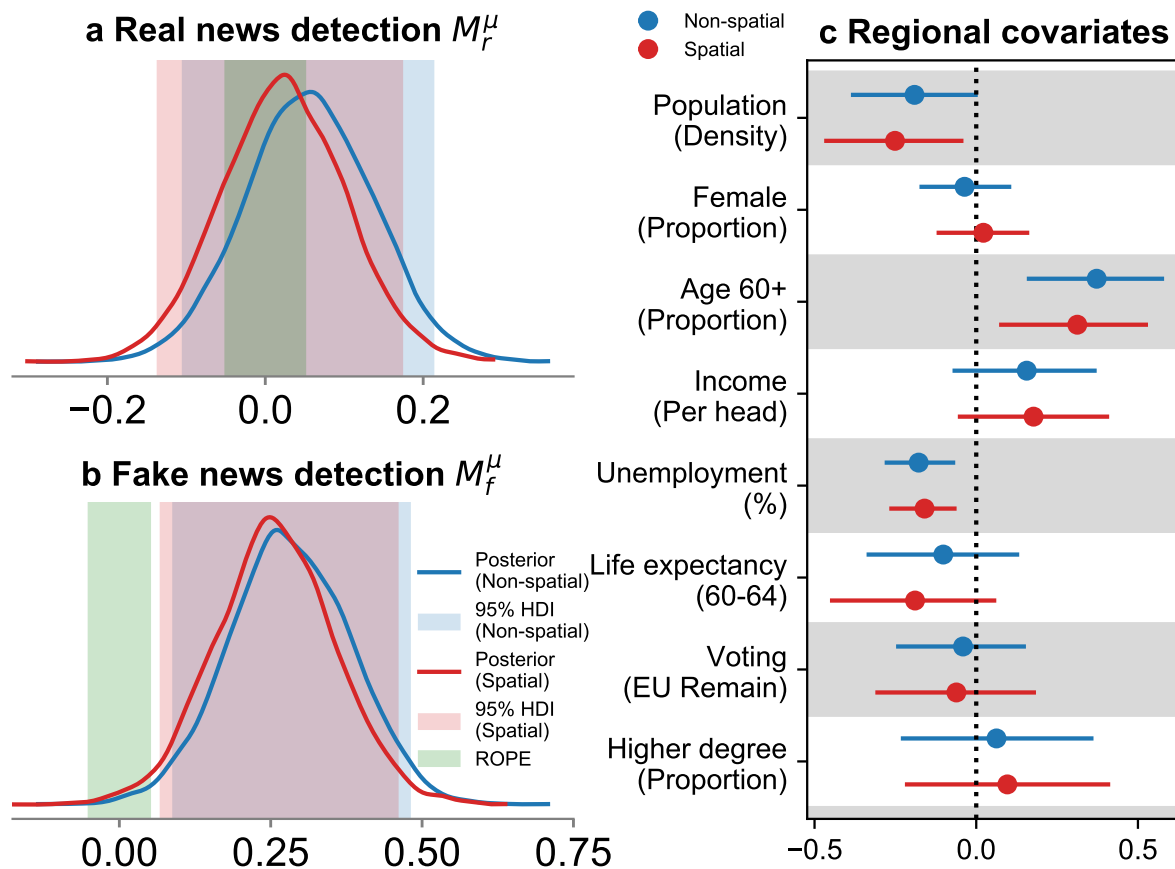 a Real news detection M_r^μ
−0.2
0.0
0.2
b Fake news detection M_f^μ
Posterior
(Non-spatial)
95% HDI
(Non-spatial)
Posterior
(Spatial)
95% HDI
(Spatial)
ROPE
0.00
0.25
0.50
0.75
Non-spatial
Spatial
c Regional covariates
Population
(Density)
Female
(Proportion)
Age 60+
(Proportion)
Income
(Per head)
Unemployment
(%)
Life expectancy
(60-64)
Voting
(EU Remain)
Higher degree
(Proportion)
−0.5
0.0
0.5